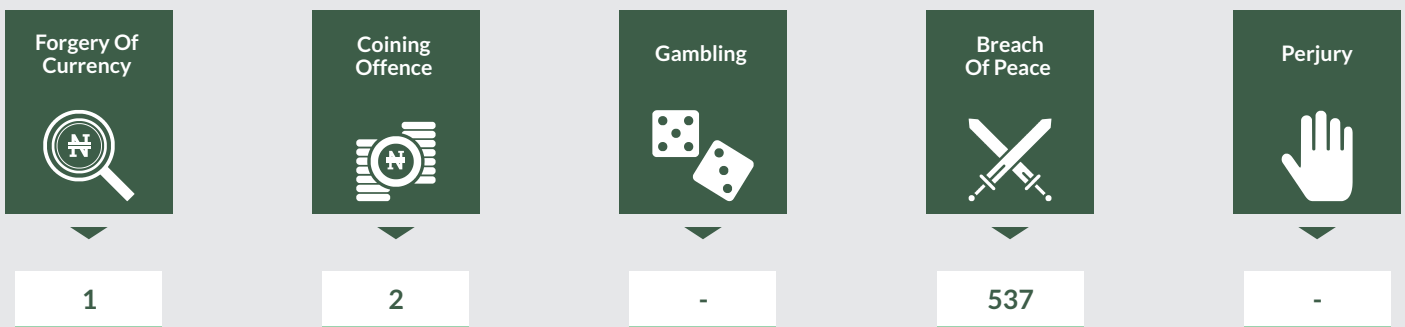 Forgery Of
Currency
Coining
Offence
Gambling
Breach
Of Peace
Perjury
₦
₦
1
2
-
537
-